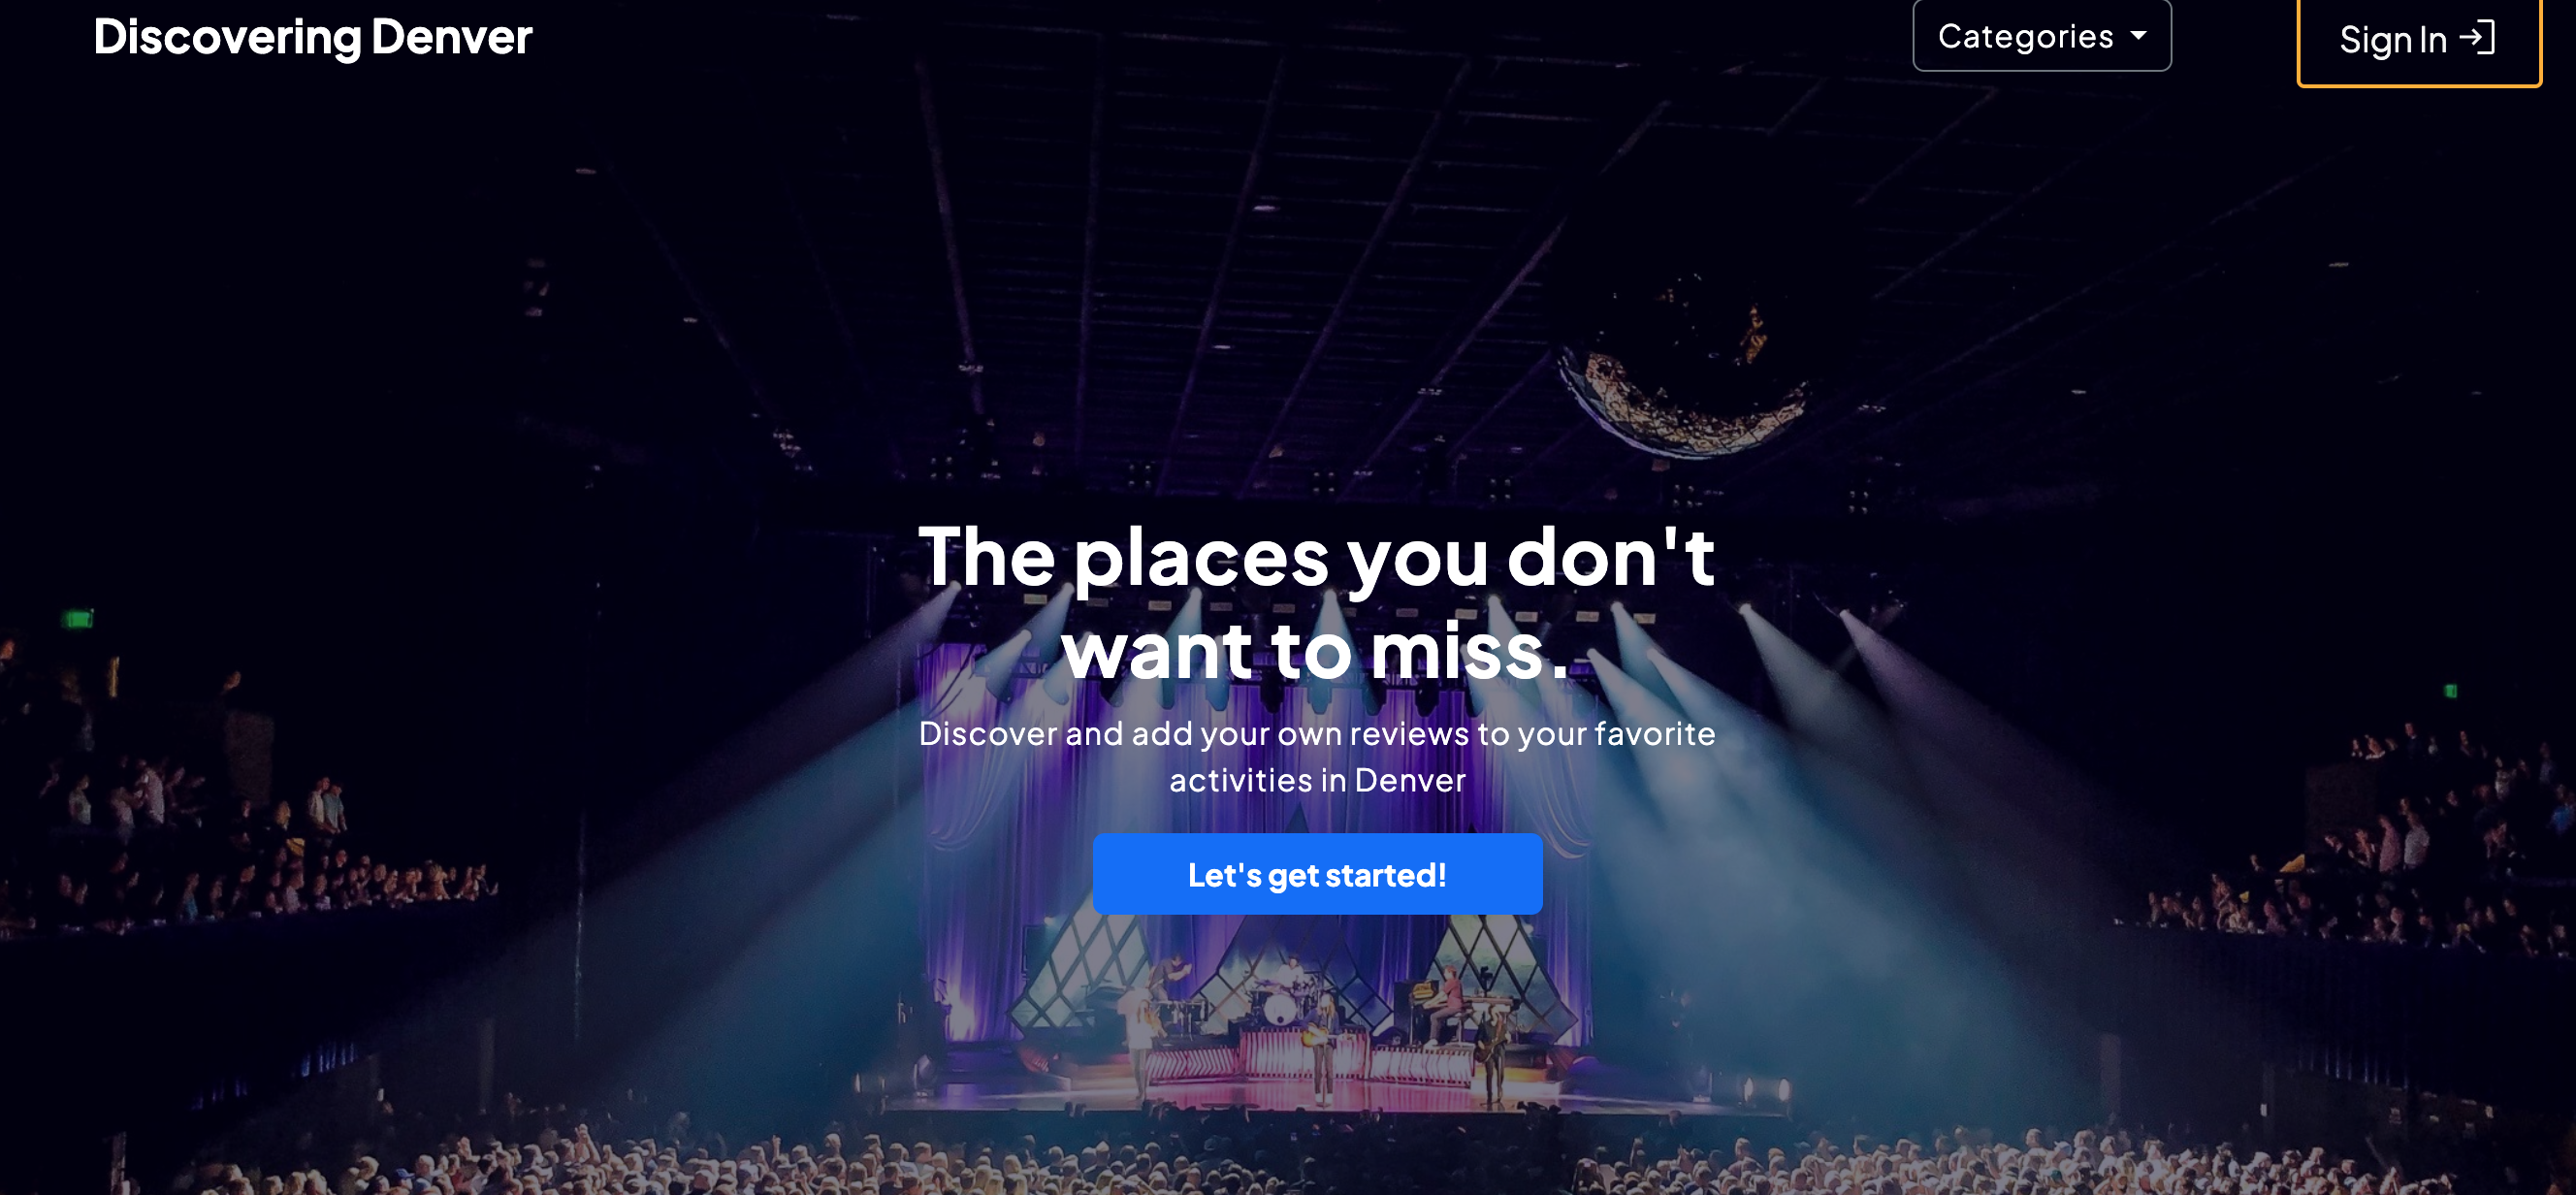 Discovering Denver
Categories
Sign In
The places you don't
want to miss.
Discover and add your own reviews to your favorite
activities in Denver
Let's get started!